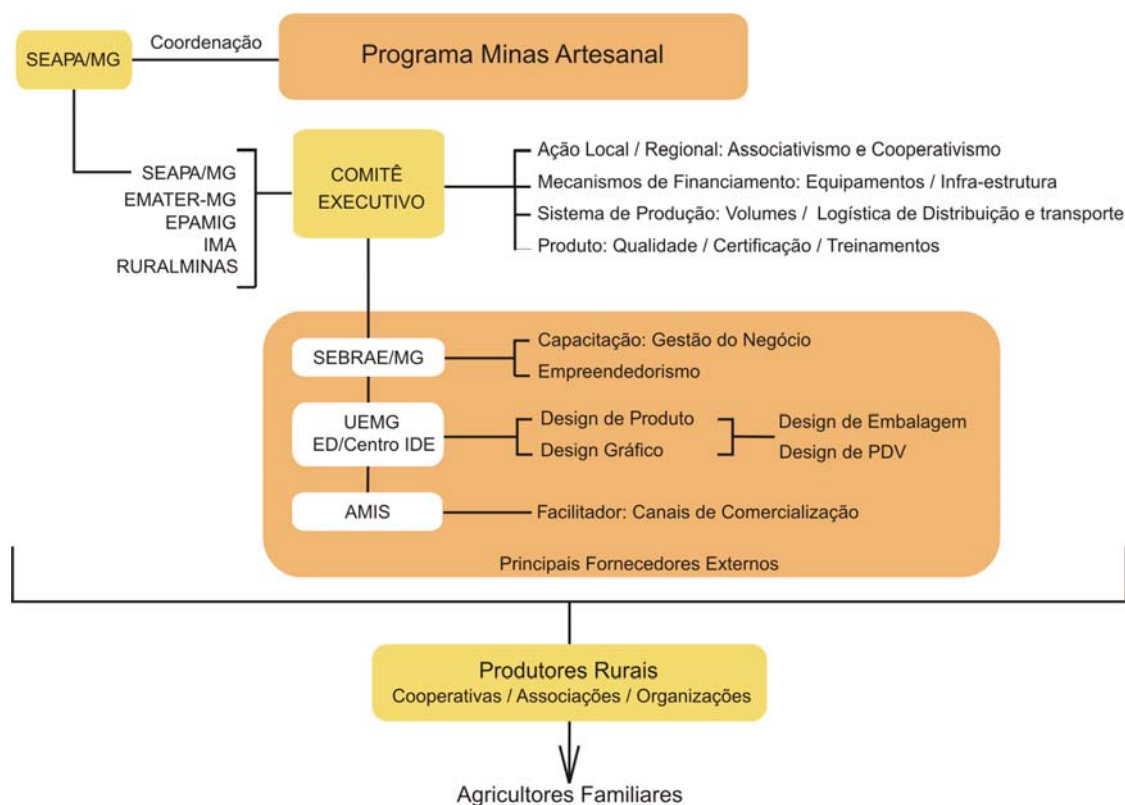 SEAPA/MG
Coordenação
Programa Minas Artesanal
SEAPA/MG
EMATER-MG
EPAMIG
IMA
RURALMINAS
COMITÊ
EXECUTIVO
Ação Local / Regional: Associativismo e Cooperativismo
Mecanismos de Financiamento: Equipamentos / Infra-estrutura
Sistema de Produção: Volumes / Logística de Distribuição e transporte
Produto: Qualidade / Certificação / Treinamentos
SEBRAE/MG
Capacitação: Gestão do Negócio
Empreendedorismo
UEMG
ED/Centro IDE
Design de Produto
Design Gráfico
Design de Embalagem
Design de PDV
AMIS
Facilitador: Canais de Comercialização
Principais Fornecedores Externos
Produtores Rurais
Cooperativas / Associações / Organizações
Agricultores Familiares